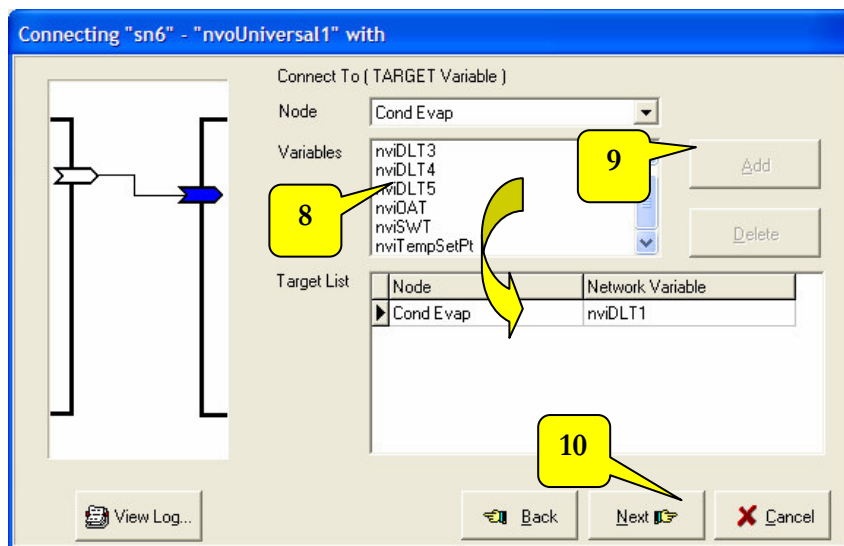 Connecting "sn6" - "nvoUniversal1" with
Connect To ( TARGET Variable )
Node
Cond Evap
Variables
nviDLT3
nviDLT4
nviDLT5
nviOAT
nviSWT
nviTempSetPt
8
9
Add
Delete
Target List
Node Network Variable
Cond Evap nviDLT1
10
View Log...
Back
Next
Cancel